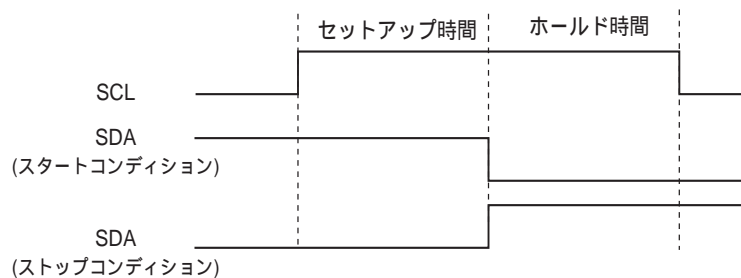 セットアップ時間
ホールド時間
SCL
SDA
(スタートコンディション)
SDA
(ストップコンディション)